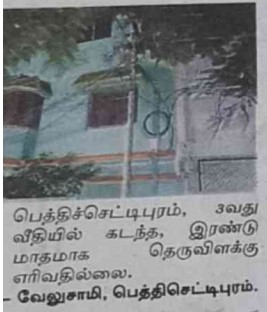 பெத்திச்செட்டிபுரம், 3வது
வீதியில் கடந்த, இரண்டு
மாதமாக தெருவிளக்கு
எரிவதில்லை.
– வேலுசாமி, பெத்திசெட்டிபுரம்.